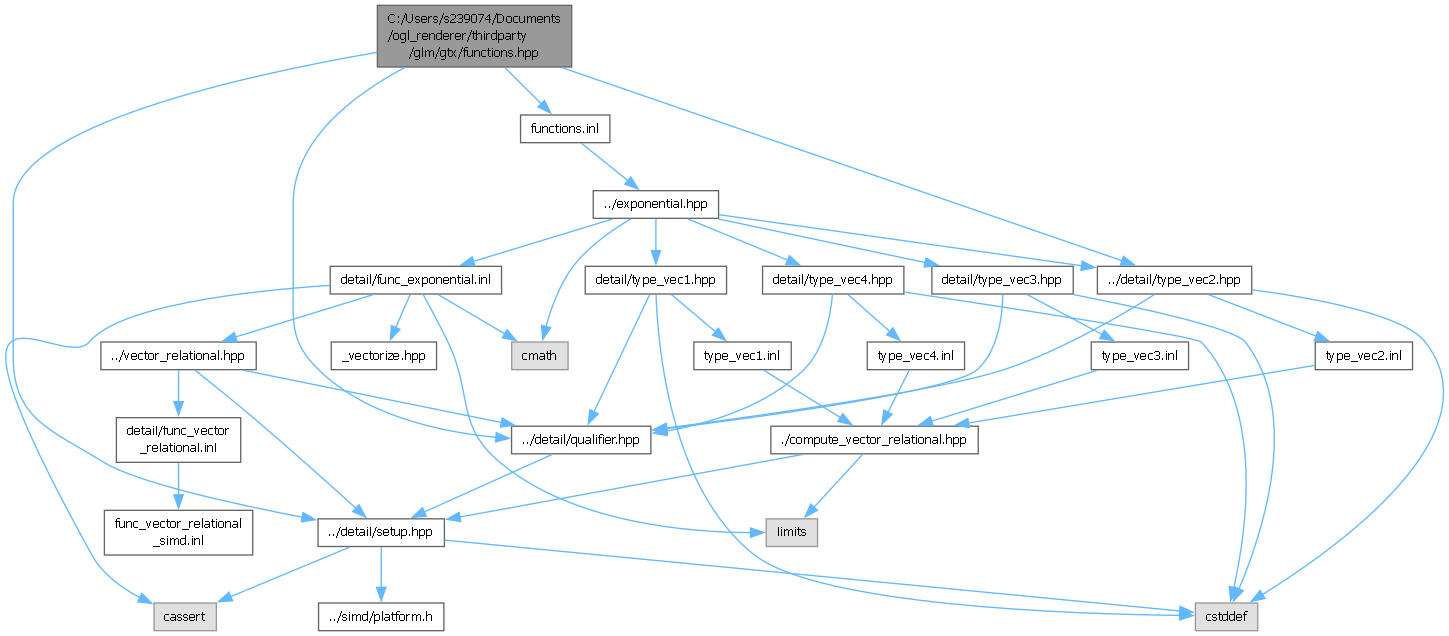 C:/Users/s239074/Documents
/ogl_renderer/thirdparty
/glm/gtx/functions.hpp
functions.inl
../exponential.hpp
detail/func_exponential.inl
detail/type_vec1.hpp
detail/type_vec4.hpp
detail/type_vec3.hpp
../detail/type_vec2.hpp
../vector_relational.hpp
_vectorize.hpp
cmath
type_vec1.inl
type_vec4.inl
type_vec3.inl
type_vec2.inl
detail/func_vector
_relational.inl
../detail/qualifier.hpp
./compute_vector_relational.hpp
func_vector_relational
_simd.inl
../detail/setup.hpp
limits
cassert
../simd/platform.h
cstddef